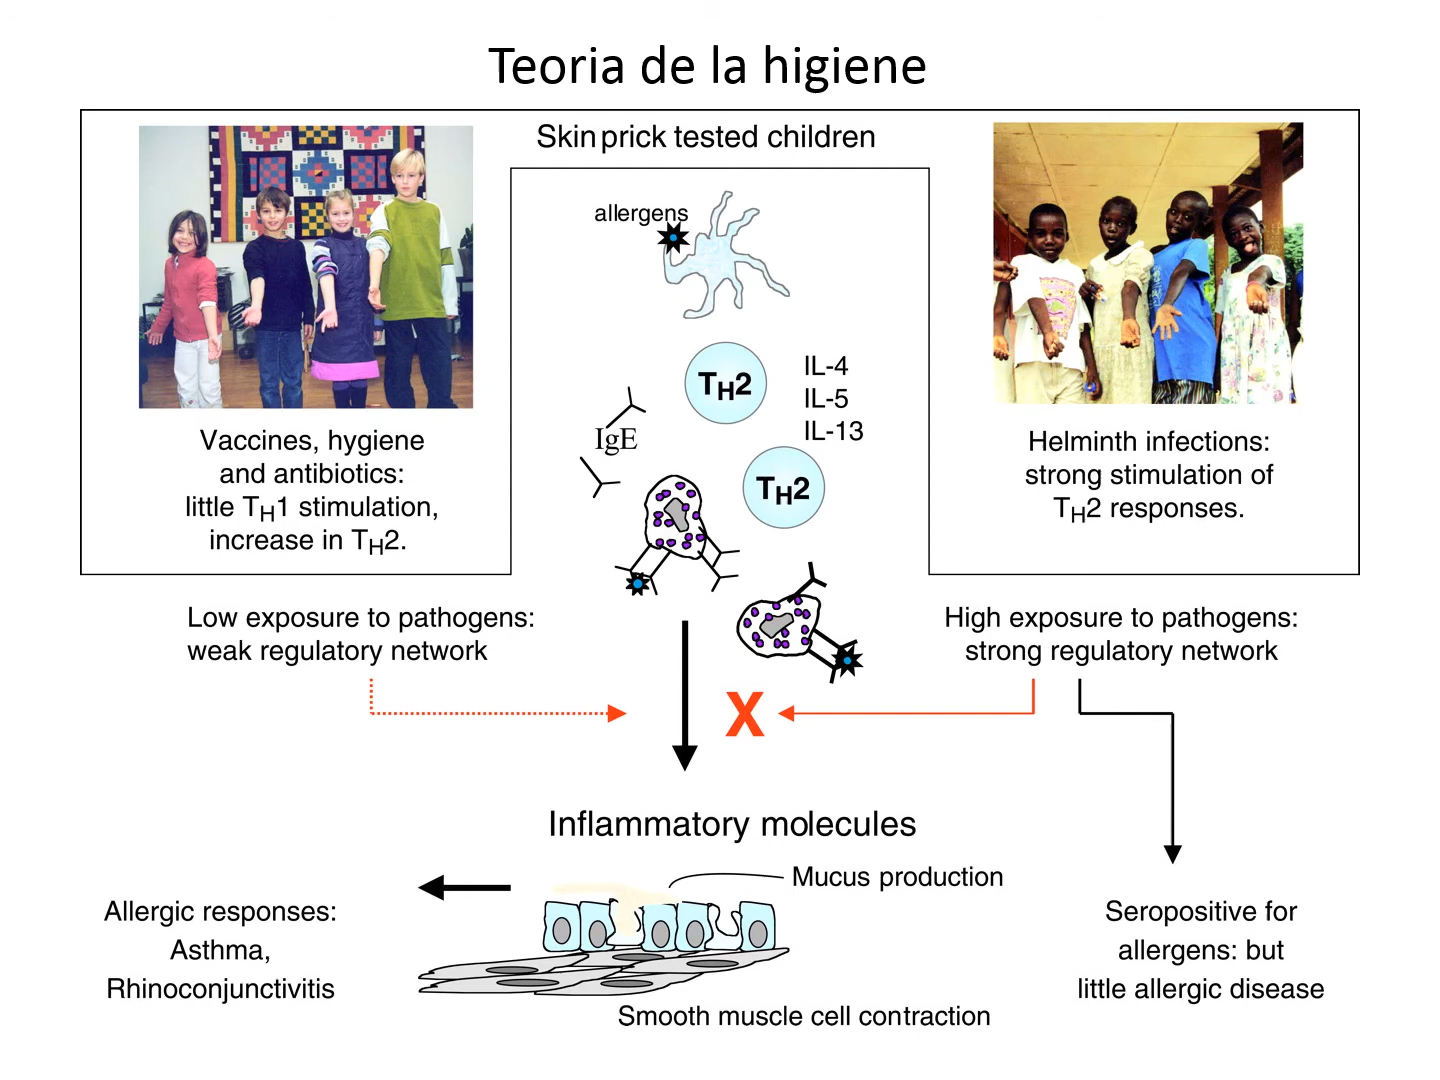 Teoria de la higiene
Skin prick tested children
allergens
TH2
IL-4
IL-5
IL-13
IgE
TH2
Vaccines, hygiene
and antibiotics:
little TH1 stimulation,
increase in TH2.
Helminth infections:
strong stimulation of
TH2 responses.
Low exposure to pathogens:
weak regulatory network
High exposure to pathogens:
strong regulatory network
X
Inflammatory molecules
Mucus production
Allergic responses:
Asthma,
Rhinoconjunctivitis
Smooth muscle cell contraction
Seropositive for
allergens: but
little allergic disease